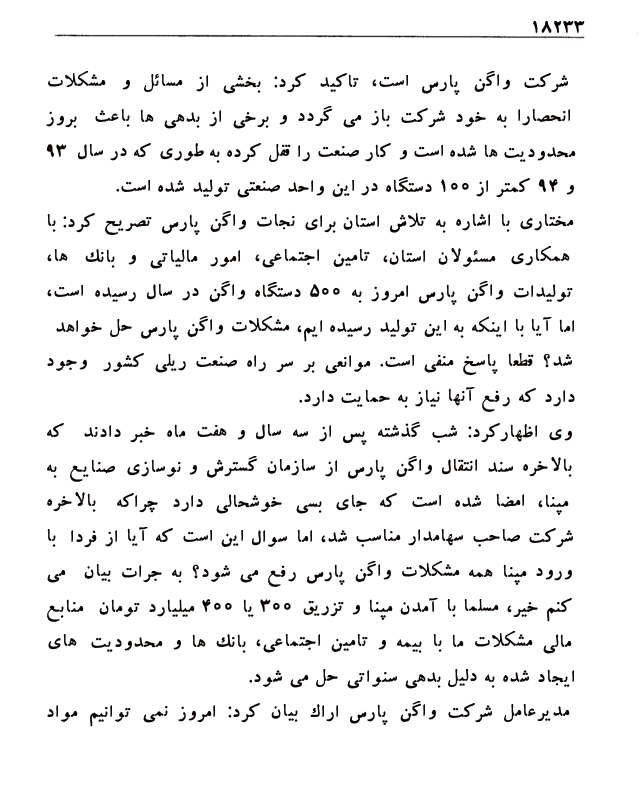 ۱۸۲۳۳
شرکت واگن پارس است، تاکید کرد: بخشی از مسائل و مشکلات
انحصارا به خود شرکت باز می گردد و برخی از بدهی ها باعث بروز
محدودیت ها شده است و کار صنعت را قفل کرده به طوری که در سال ۹۳
و ۹۴ کمتر از ۱۰۰ دستگاه در این واحد صنعتی تولید شده است.
مختاری با اشاره به تلاش استان برای نجات واگن پارس تصریح کرد: با
همکاری مسئولان استان، تامین اجتماعی، امور مالیاتی و بانك ها،
تولیدات واگن پارس امروز به ۵۰۰ دستگاه واگن در سال رسیده است،
اما آیا با اینکه به این تولید رسیده ایم، مشکلات واگن پارس حل خواهد
شد؟ قطعا پاسخ منفی است. موانعی بر سر راه صنعت ریلی کشور وجود
دارد که رفع آنها نیاز به حمایت دارد.
وی اظهارکرد: شب گذشته پس از سه سال و هفت ماه خبر دادند که
بالاخره سند انتقال واگن پارس از سازمان گسترش و نوسازی صنایع به
مپنا، امضا شده است که جای بسی خوشحالی دارد چراکه بالاخره
شرکت صاحب سهامدار مناسب شد، اما سوال این است که آیا از فردا با
ورود مپنا همه مشکلات واگن پارس رفع می شود؟ به جرات بیان می
کنم خیر، مسلما با آمدن مپنا و تزریق ۳۰۰ یا ۴۰۰ میلیارد تومان منابع
مالی مشکلات ما با بیمه و تامین اجتماعی، بانك ها و محدودیت های
ایجاد شده به دلیل بدهی سنواتی حل می شود.
مدیرعامل شرکت واگن پارس اراك بیان کرد: امروز نمی توانیم مواد